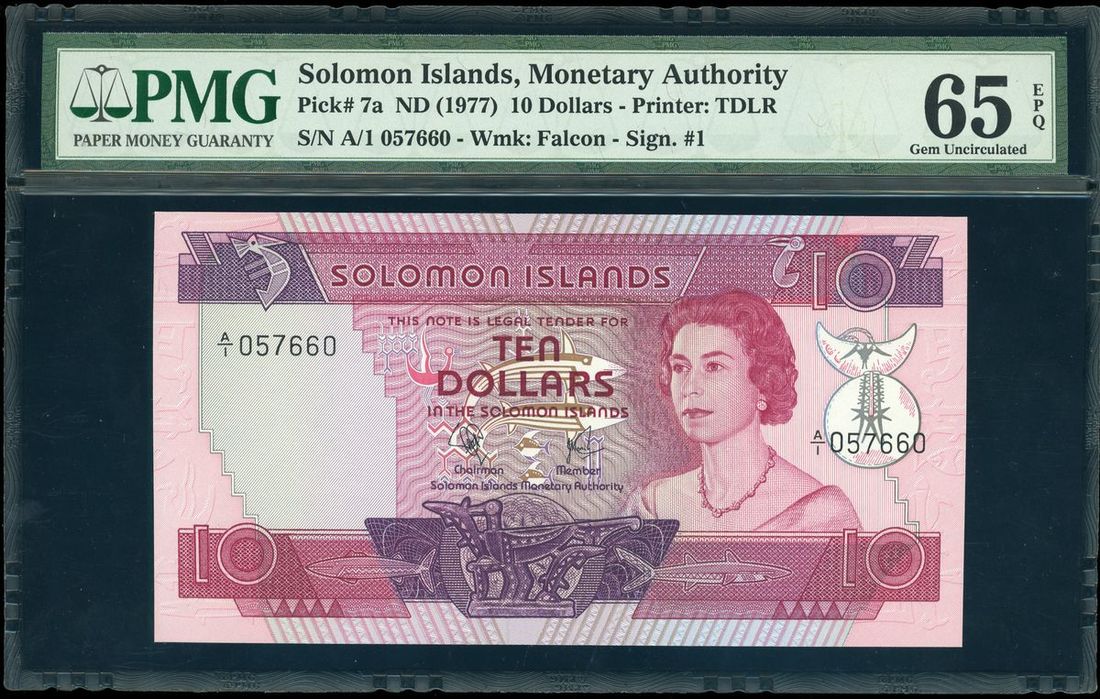 PMG
PAPER MONEY GUARANTY
Solomon Islands, Monetary Authority
Pick# 7a ND (1977) 10 Dollars - Printer: TDLR
S/N A/1 057660 - Wmk: Falcon - Sign. #1
65
EPQ
Gem Uncirculated
SOLOMON ISLANDS
10
THIS NOTE IS LEGAL TENDER FOR
A/1 057660
TEN
DOLLARS
IN THE SOLOMON ISLANDS
A/1 057660
Chairman Member
Solomon Islands Monetary Authority
10
10